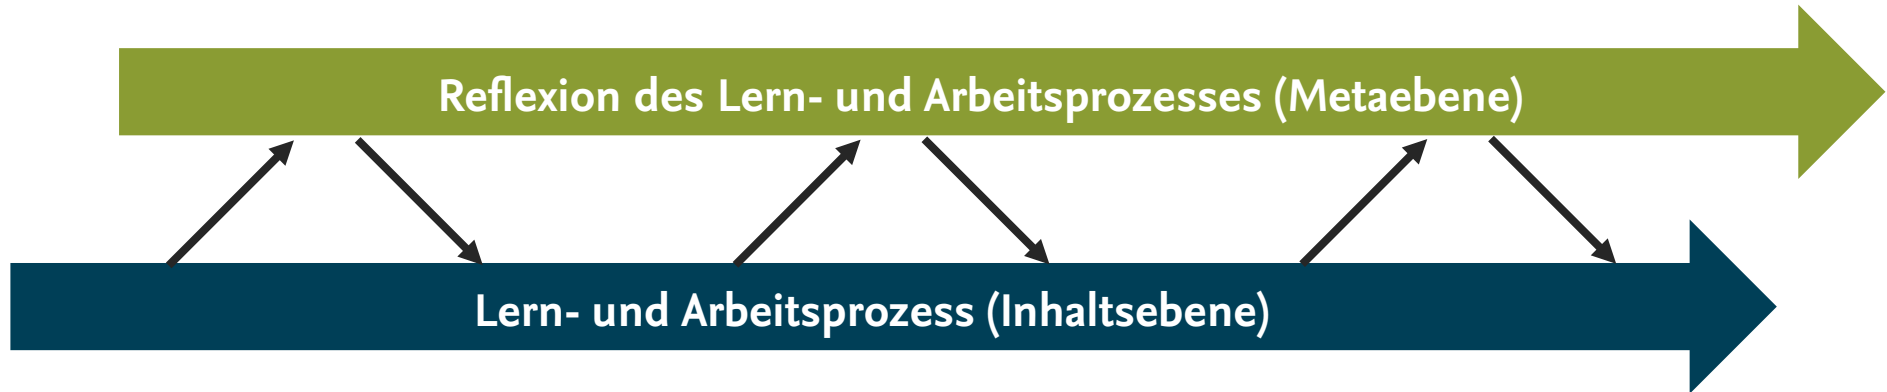 Reflexion des Lern- und Arbeitsprozesses (Metaebene)
Lern- und Arbeitsprozess (Inhaltsebene)